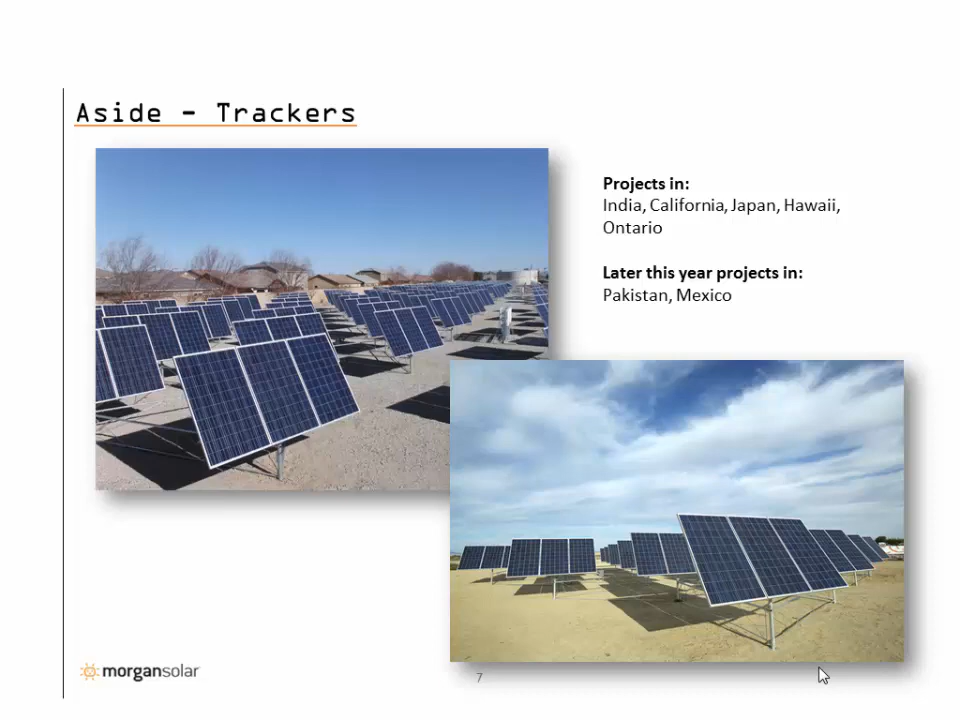 Aside - Trackers
Projects in:
India, California, Japan, Hawaii,
Ontario
Later this year projects in:
Pakistan, Mexico
morgansolar
7